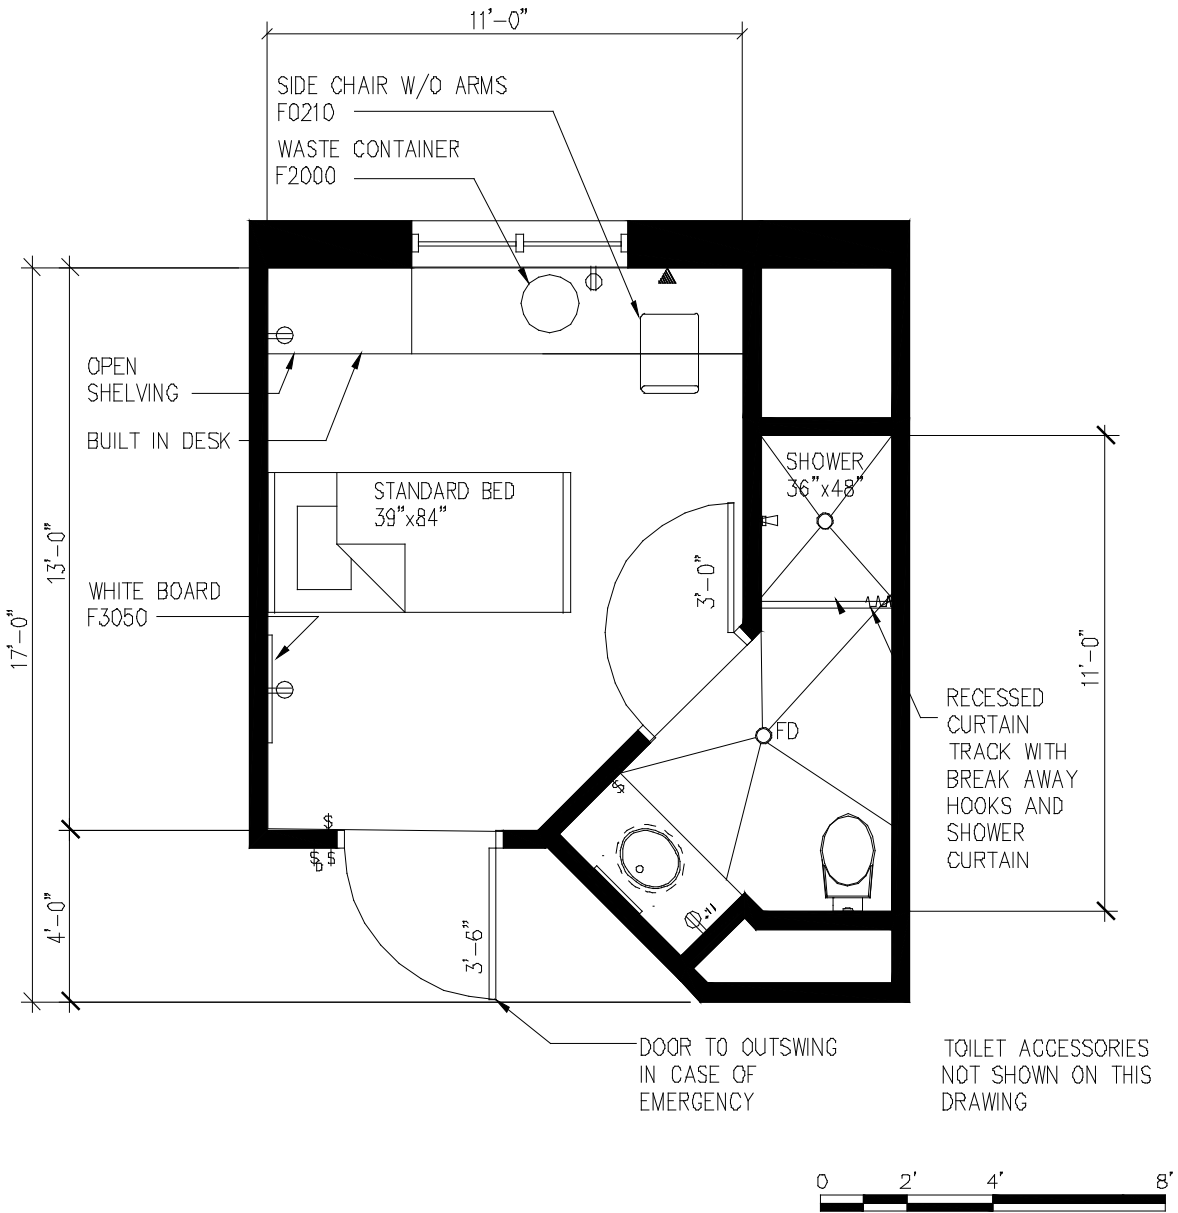 11'-0"
SIDE CHAIR W/O ARMS
F0210
WASTE CONTAINER
F2000
OPEN
SHELVING
BUILT IN DESK
SHOWER
36"x48"
STANDARD BED
39"x84"
13'-0"
3'-0"
WHITE BOARD
F3050
17'-0"
11'-0"
RECESSED
CURTAIN
TRACK WITH
BREAK AWAY
HOOKS AND
SHOWER
CURTAIN
FD
$
$
$ $
D
4'-0"
3'-6"
DOOR TO OUTSWING
IN CASE OF
EMERGENCY
TOILET ACCESSORIES
NOT SHOWN ON THIS
DRAWING
0 2' 4' 8'